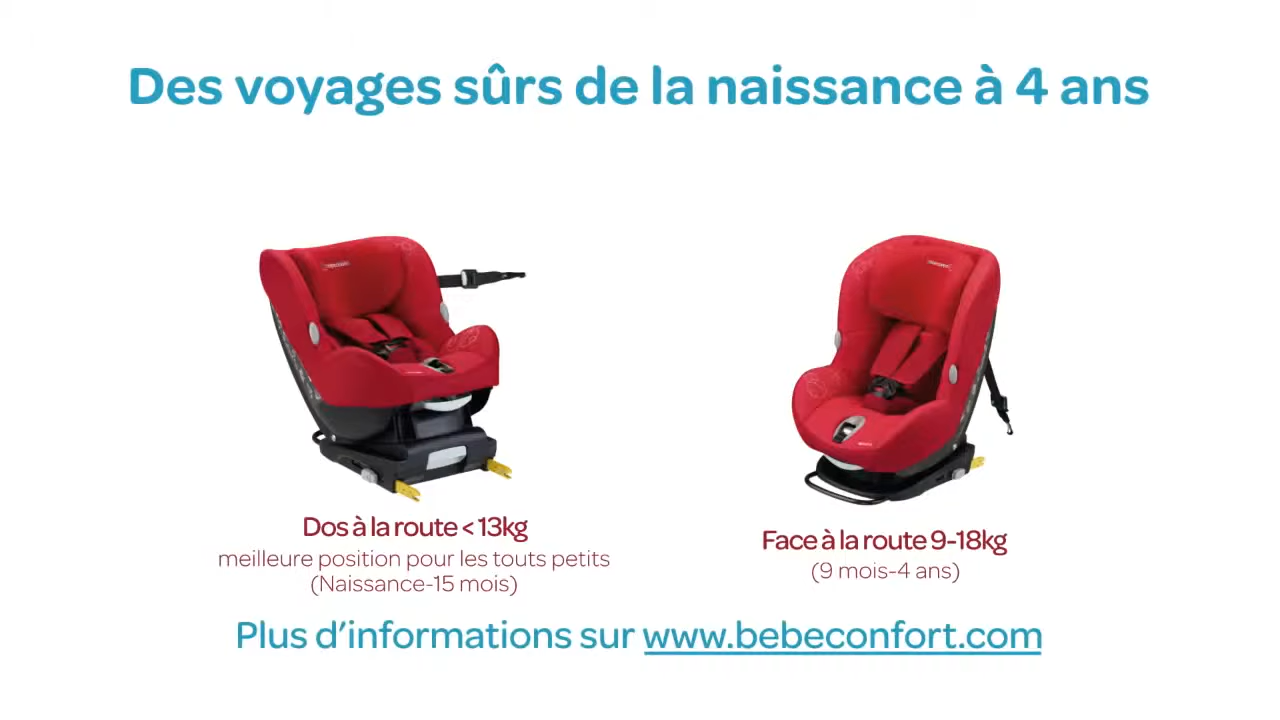 Des voyages sûrs de la naissance à 4 ans
Dos à la route < 13kg
meilleure position pour les touts petits
(Naissance-15 mois)
Face à la route 9-18kg
(9 mois-4 ans)
Plus d'informations sur www.bebeconfort.com